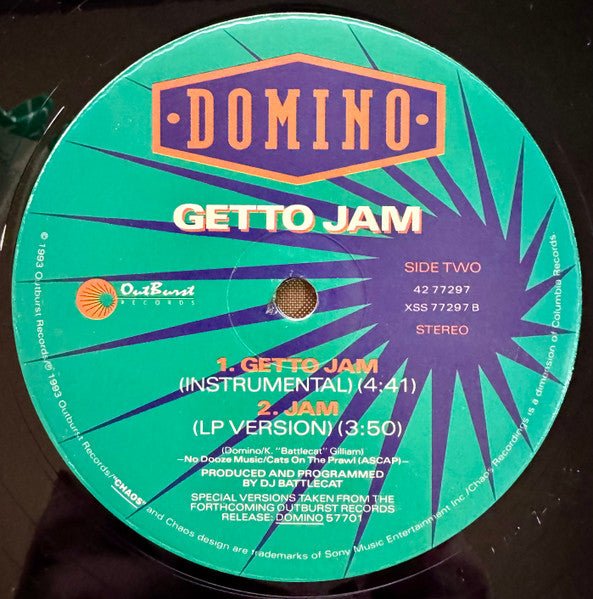 ·DOMINO·
GETTO JAM
SIDE TWO
42 77297
XSS 77297 B
STEREO
OutBurst
RECORDS
1. GETTO JAM
(INSTRUMENTAL) (4:41)
2. JAM
(LP VERSION) (3:50)
(Domino/K. "Battlecat" Gilliam)
—No Dooze Music/Cats On The Prawl (ASCAP)—
PRODUCED AND PROGRAMMED
BY DJ BATTLECAT
SPECIAL VERSIONS TAKEN FROM THE
FORTHCOMING OUTBURST RECORDS
RELEASE: DOMINO 57701
© 1993 Outburst Records/℗ 1993 Outburst Records/"CHAOS" and Chaos design are trademarks of Sony Music Entertainment Inc./Chaos Recordings is a dimension of Columbia Records